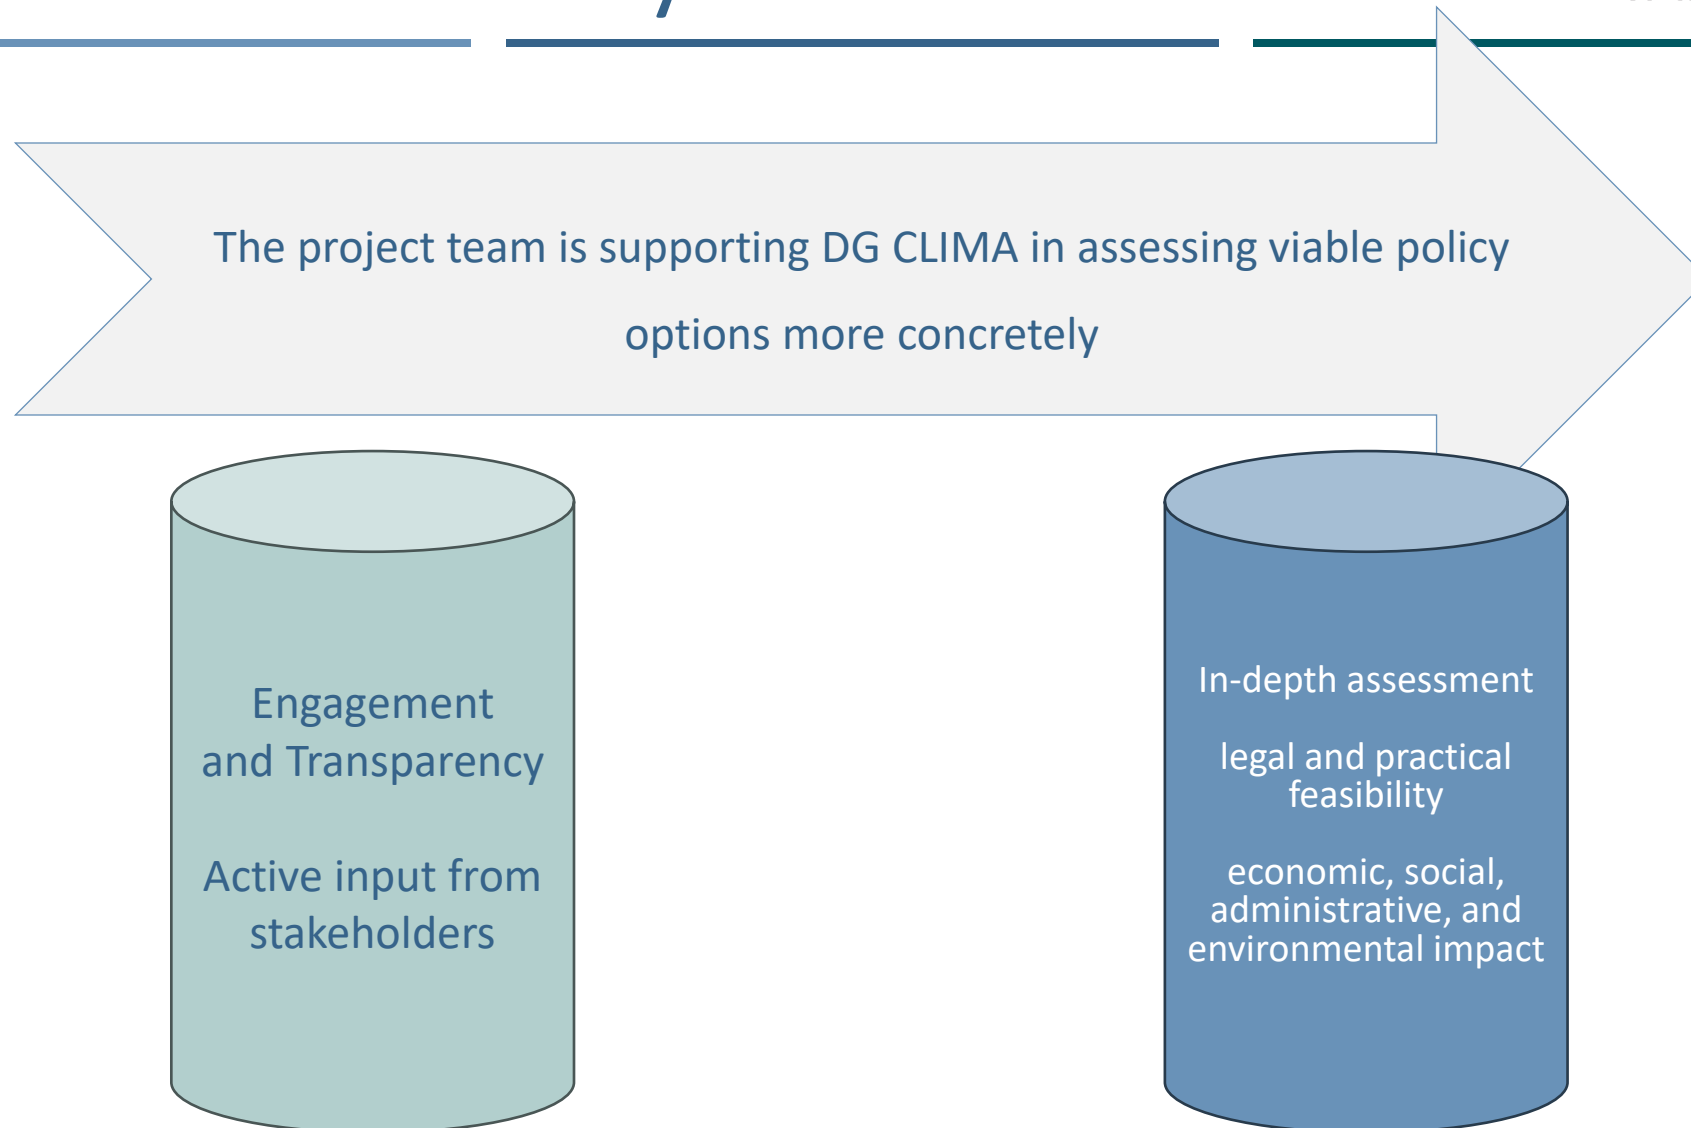 The project team is supporting DG CLIMA in assessing viable policy
options more concretely
Engagement
and Transparency
Active input from
stakeholders
In-depth assessment
legal and practical
feasibility
economic, social,
administrative, and
environmental impact